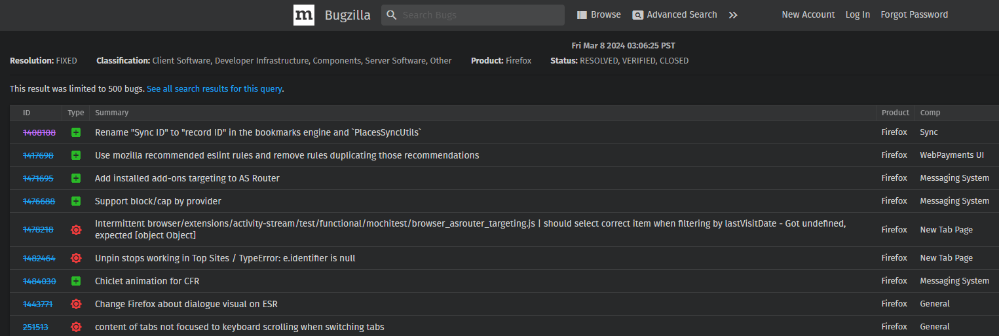 m Bugzilla Search Bugs Browse Advanced Search New Account Log In Forgot Password
Fri Mar 8 2024 03:06:25 PST
Resolution: FIXED Classification: Client Software, Developer Infrastructure, Components, Server Software, Other Product: Firefox Status: RESOLVED, VERIFIED, CLOSED
This result was limited to 500 bugs. See all search results for this query.
ID Type Summary Product Comp
1408108 Rename "Sync ID" to "record ID" in the bookmarks engine and `PlacesSyncUtils` Firefox Sync
1417698 Use mozilla recommended eslint rules and remove rules duplicating those recommendations Firefox WebPayments UI
1471695 Add installed add-ons targeting to AS Router Firefox Messaging System
1476688 Support block/cap by provider Firefox Messaging System
1478218 Intermittent browser/extensions/activity-stream/test/functional/mochitest/browser_asrouter_targeting.js | should select correct item when filtering by lastVisitDate - Got undefined,
expected [object Object] Firefox New Tab Page
1482464 Unpin stops working in Top Sites / TypeError: e.identifier is null Firefox New Tab Page
1484030 Chiclet animation for CFR Firefox Messaging System
1443771 Change Firefox about dialogue visual on ESR Firefox General
251513 content of tabs not focused to keyboard scrolling when switching tabs Firefox General